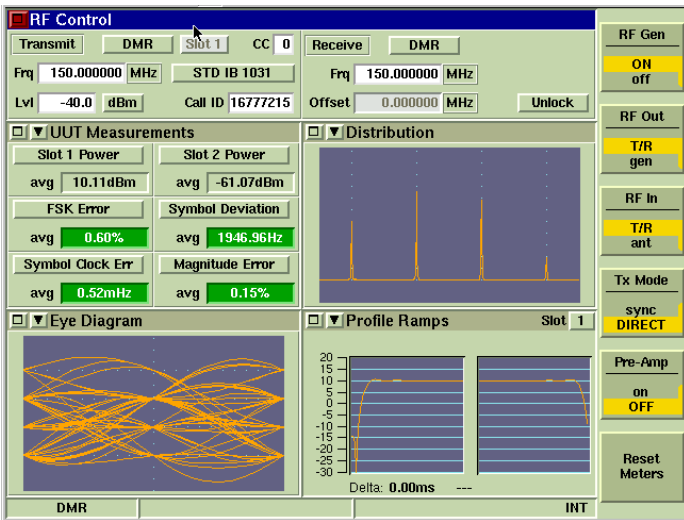 RF Control
Transmit DMR Slot 1 CC 0
Frq 150.000000 MHz STD IB 1031
Lvl -40.0 dBm Call ID 16777215
Receive DMR
Frq 150.000000 MHz
Offset 0.000000 MHz Unlock
UUT Measurements
Slot 1 Power Slot 2 Power
avg 10.11dBm avg -61.07dBm
FSK Error Symbol Deviation
avg 0.60% avg 1946.96Hz
Symbol Clock Err Magnitude Error
avg 0.52mHz avg 0.15%
Distribution
Eye Diagram
Profile Ramps Slot 1
20
15
10
5
0
-5
-10
-15
-20
-25
-30
Delta: 0.00ms ---
DMR INT
RF Gen
ON
off
RF Out
T/R
gen
RF In
T/R
ant
Tx Mode
sync
DIRECT
Pre-Amp
on
OFF
Reset
Meters